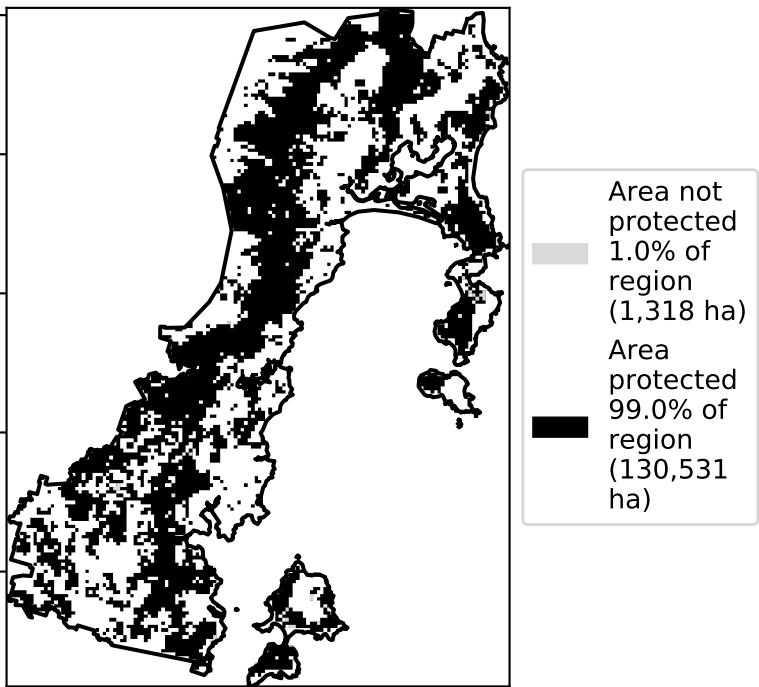 Area not
protected
1.0% of
region
(1,318 ha)
Area
protected
99.0% of
region
(130,531
ha)